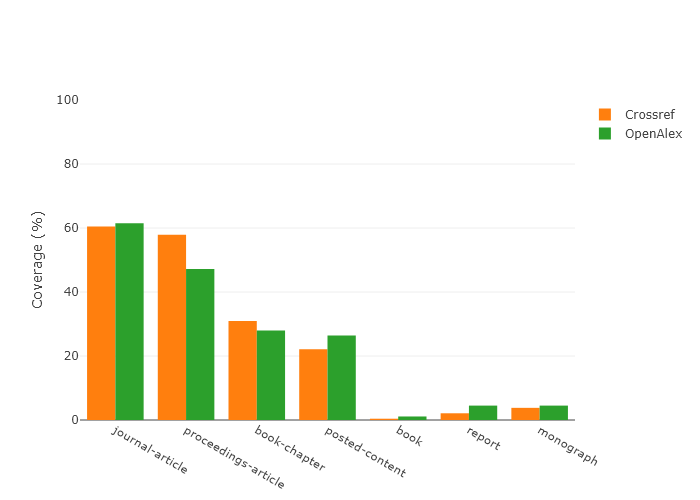 100
80
60
40
20
0
Coverage (%)
journal-article
proceedings-article
book-chapter
posted-content
book
report
monograph
Crossref
OpenAlex